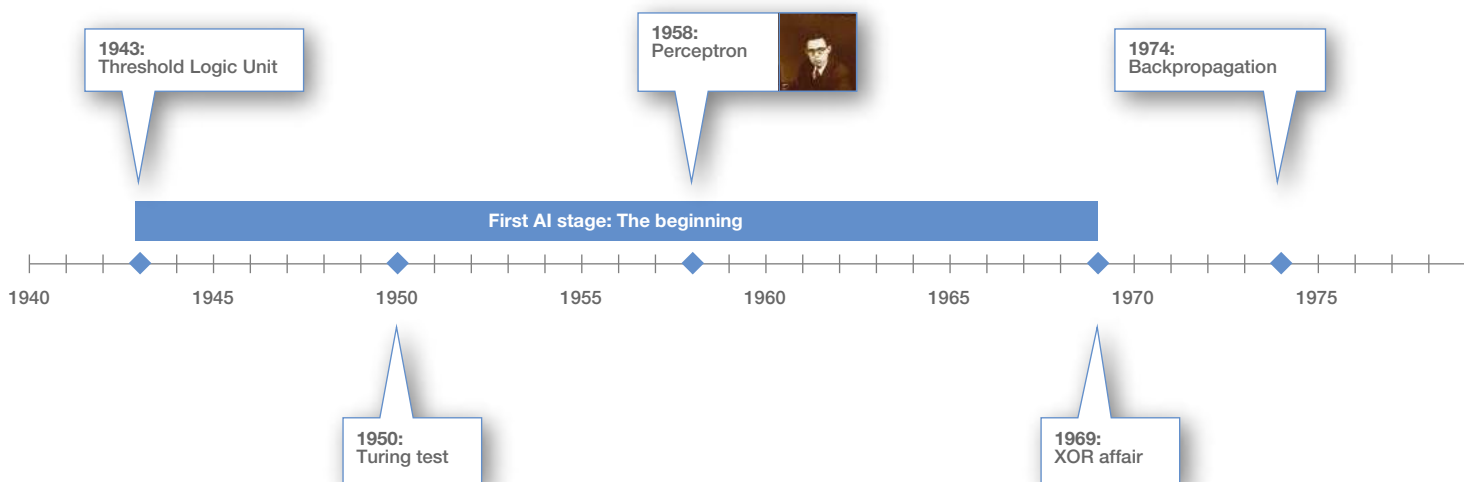 1943:
Threshold Logic Unit
1958:
Perceptron
1974:
Backpropagation
First AI stage: The beginning
1940 1945 1950 1955 1960 1965 1970 1975
1950:
Turing test
1969:
XOR affair